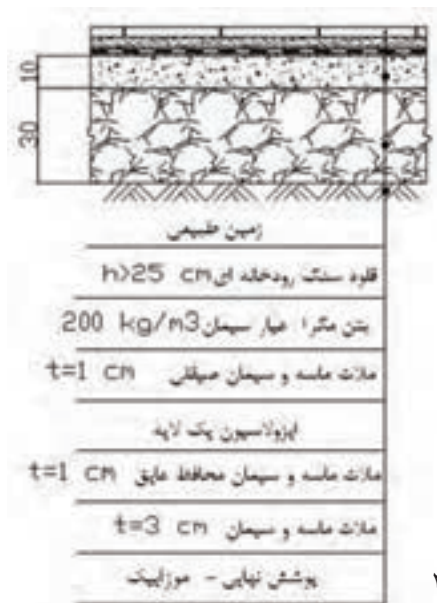 10
30
زمین طبیعی
قلوه سنگ رودخانه ای h>25 cm
بتن مگر١ عیار سیمان 200 kg/m3
ملات ماسه و سیمان صیقلی t=1 cm
ایزولاسیون یک لایه
ملات ماسه و سیمان محافظ عایق t=1 cm
ملات ماسه و سیمان t=3 cm
پوشش نهایی - موزاییک